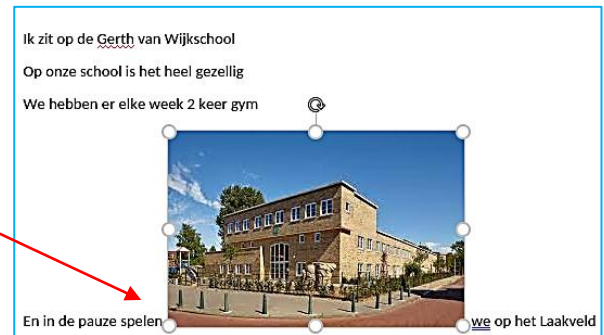 Ik zit op de Gerth van Wijkschool
Op onze school is het heel gezellig
We hebben er elke week 2 keer gym
En in de pauze spelen we op het Laakveld